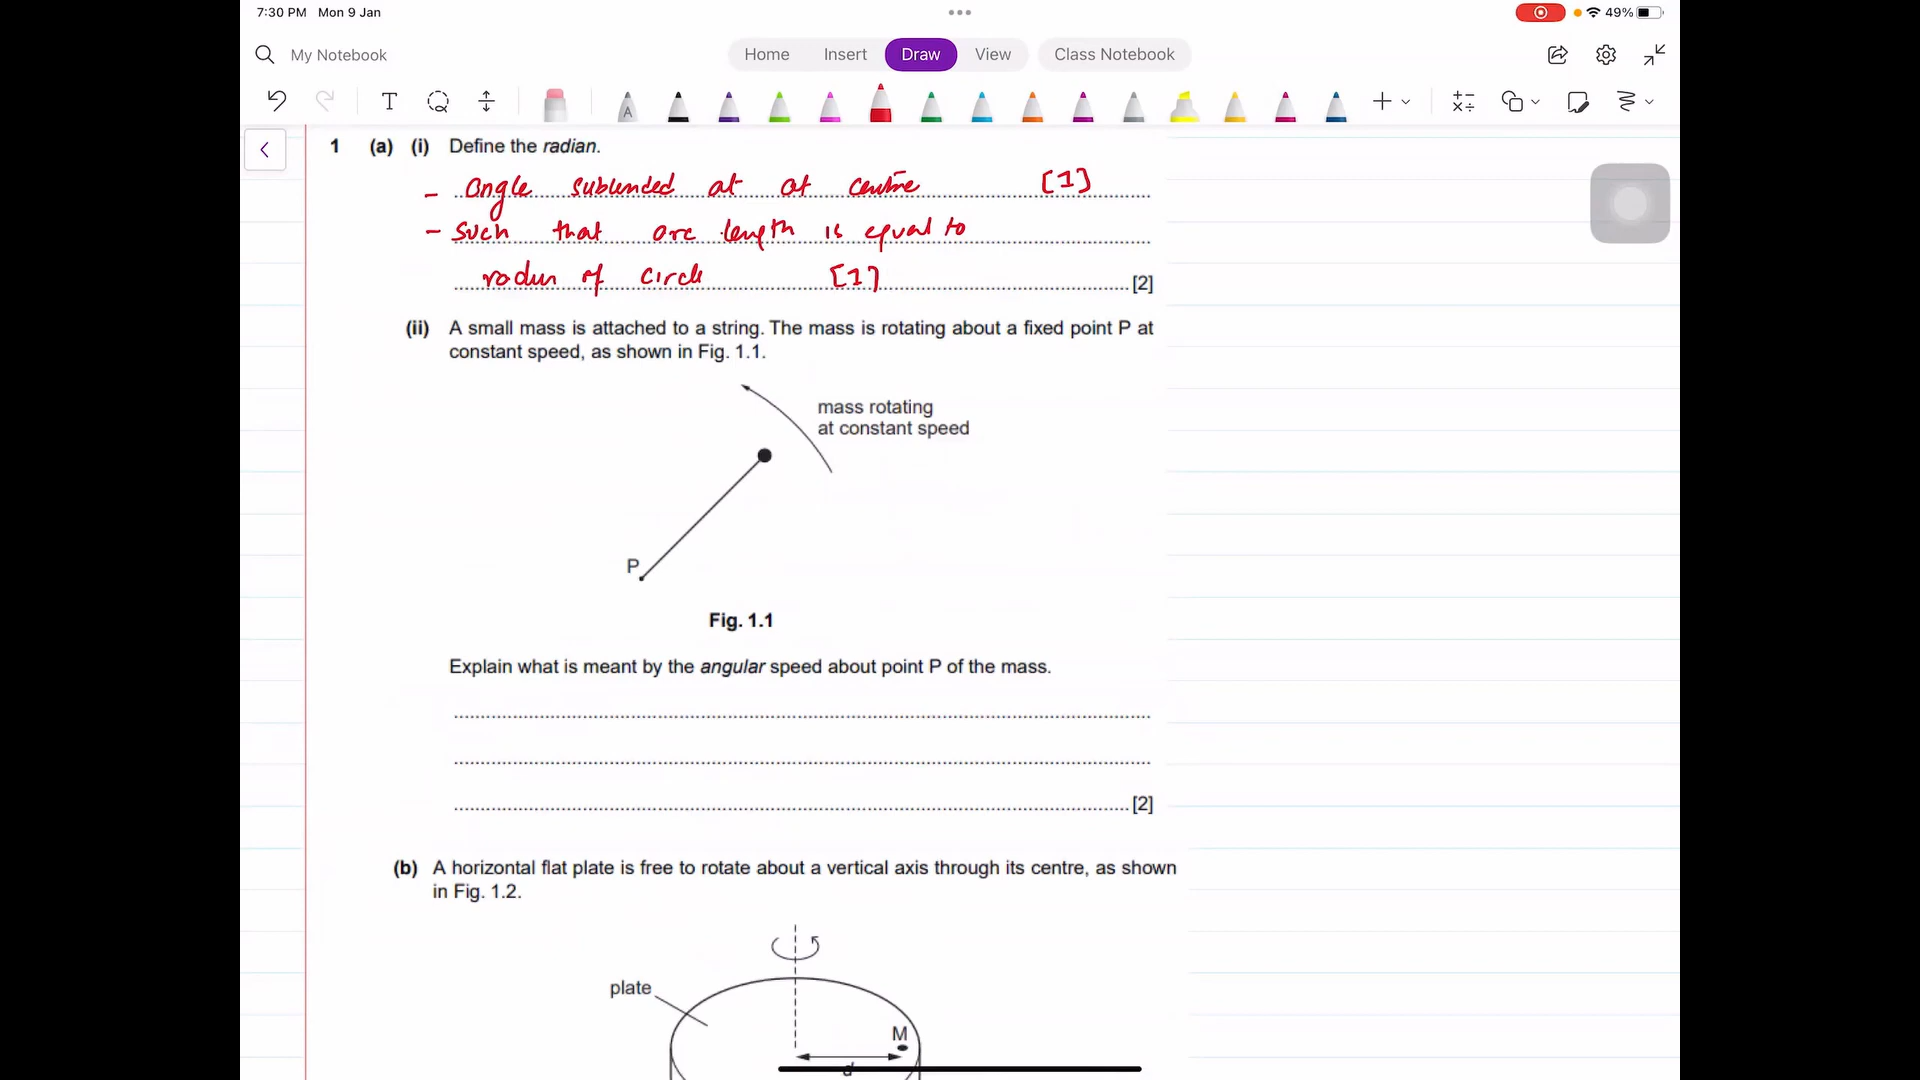 7:30 PM Mon 9 Jan
49%
My Notebook
Home Insert Draw View Class Notebook
T A
1 (a) (i) Define the radian.
- angle subtended at at centre [1]
- such that arc length is equal to
radius of circle [1] [2]
(ii) A small mass is attached to a string. The mass is rotating about a fixed point P at
constant speed, as shown in Fig. 1.1.
mass rotating
at constant speed
P
Fig. 1.1
Explain what is meant by the angular speed about point P of the mass.
[2]
(b) A horizontal flat plate is free to rotate about a vertical axis through its centre, as shown
in Fig. 1.2.
plate
M
d